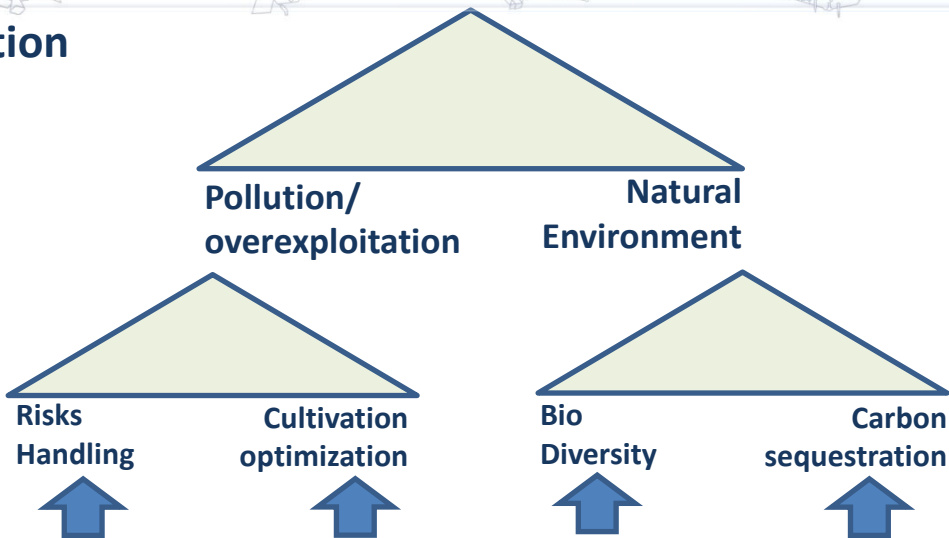 tion
Pollution/
overexploitation
Natural
Environment
Risks
Handling
Cultivation
optimization
Bio
Diversity
Carbon
sequestration